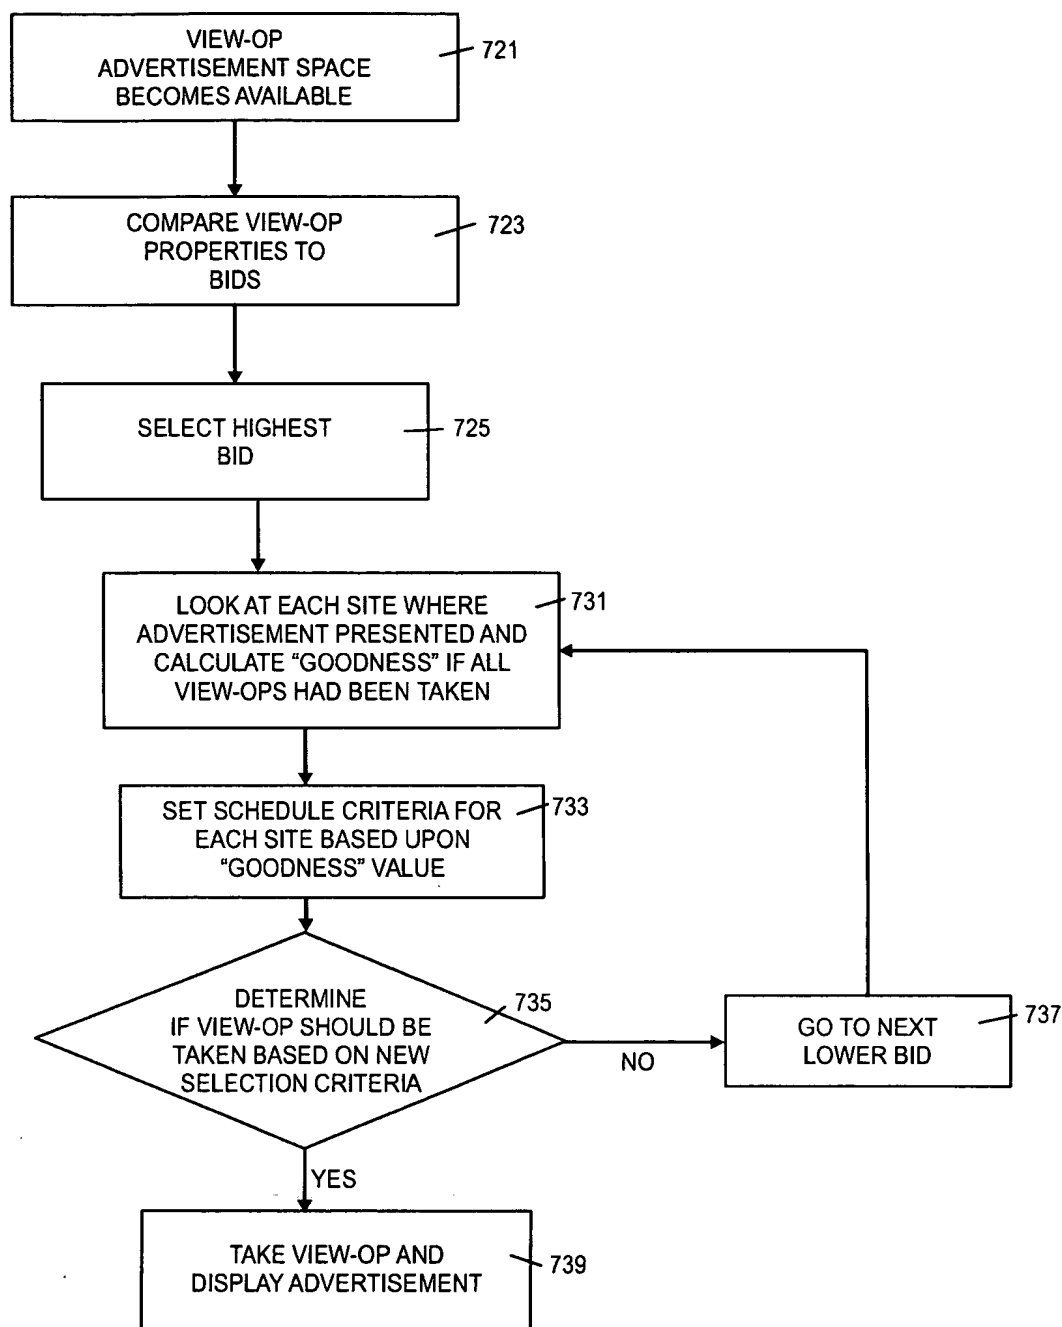 VIEW-OP
ADVERTISEMENT SPACE
BECOMES AVAILABLE
721
COMPARE VIEW-OP
PROPERTIES TO
BIDS
723
SELECT HIGHEST
BID
725
LOOK AT EACH SITE WHERE
ADVERTISEMENT PRESENTED AND
CALCULATE “GOODNESS” IF ALL
VIEW-OPS HAD BEEN TAKEN
731
SET SCHEDULE CRITERIA FOR
EACH SITE BASED UPON
“GOODNESS” VALUE
733
DETERMINE
IF VIEW-OP SHOULD BE
TAKEN BASED ON NEW
SELECTION CRITERIA
735
NO
GO TO NEXT
LOWER BID
737
YES
TAKE VIEW-OP AND
DISPLAY ADVERTISEMENT
739